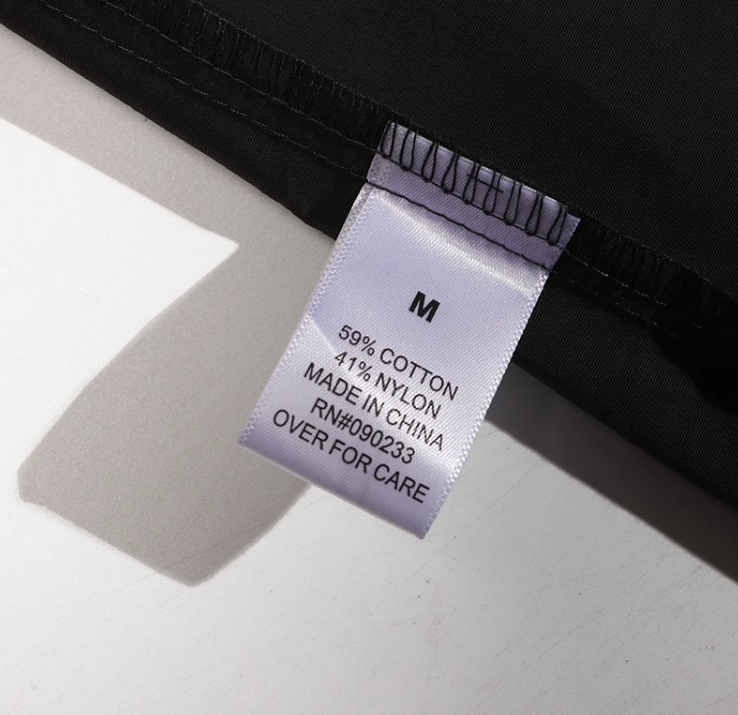 M
59% COTTON
41% NYLON
MADE IN CHINA
RN#090233
OVER FOR CARE